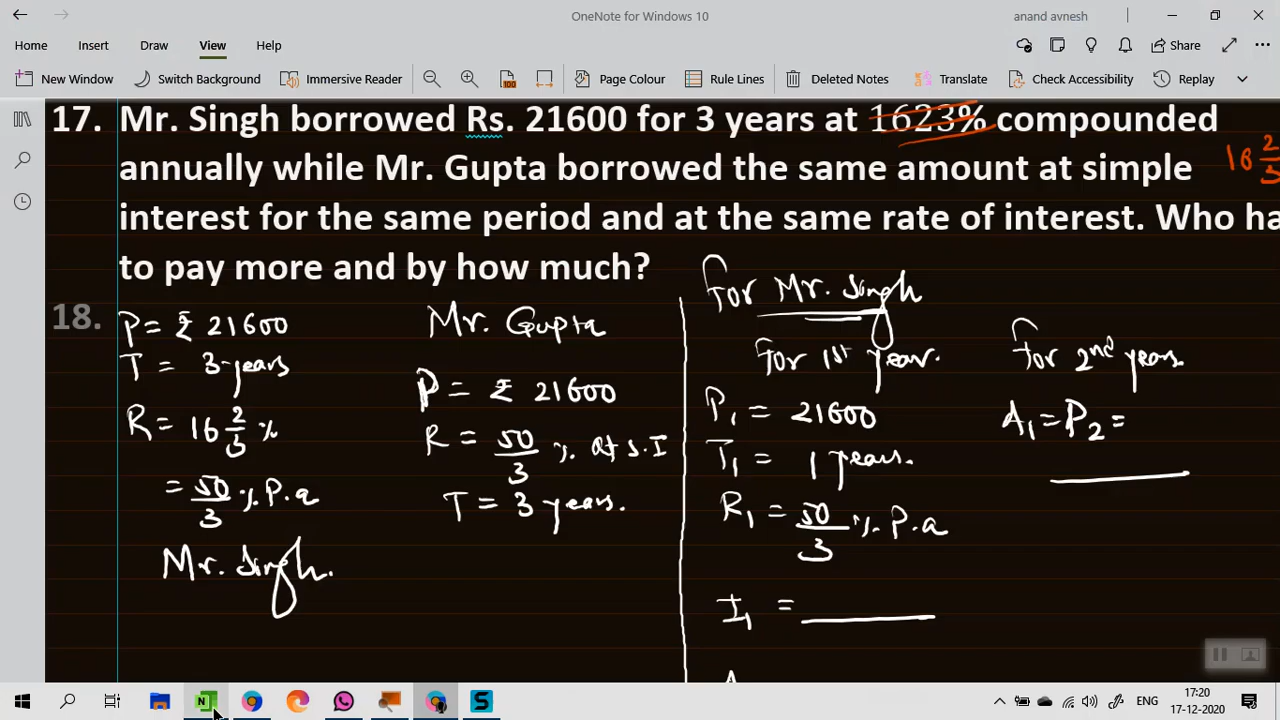 OneNote for Windows 10
anand avnesh
Home Insert Draw View Help
Share
New Window Switch Background Immersive Reader 100 Page Colour Rule Lines Deleted Notes Translate Check Accessibility Replay
17. Mr. Singh borrowed Rs. 21600 for 3 years at 1623% compounded
annually while Mr. Gupta borrowed the same amount at simple
16 2/3
interest for the same period and at the same rate of interest. Who ha
to pay more and by how much?
18.
P = ₹ 21600
T = 3-years
R = 16 2/3 %
= 50/3 % P.a
Mr. Singh.
Mr. Gupta
P = ₹ 21600
R = 50/3 % at S.I
T = 3 years.
for Mr. Singh
for 1st year.
P1 = 21600
T1 = 1 years.
R1 = 50/3 % P.a
I1 =
for 2nd years
A1 = P2 =
ENG
7:20
17-12-2020